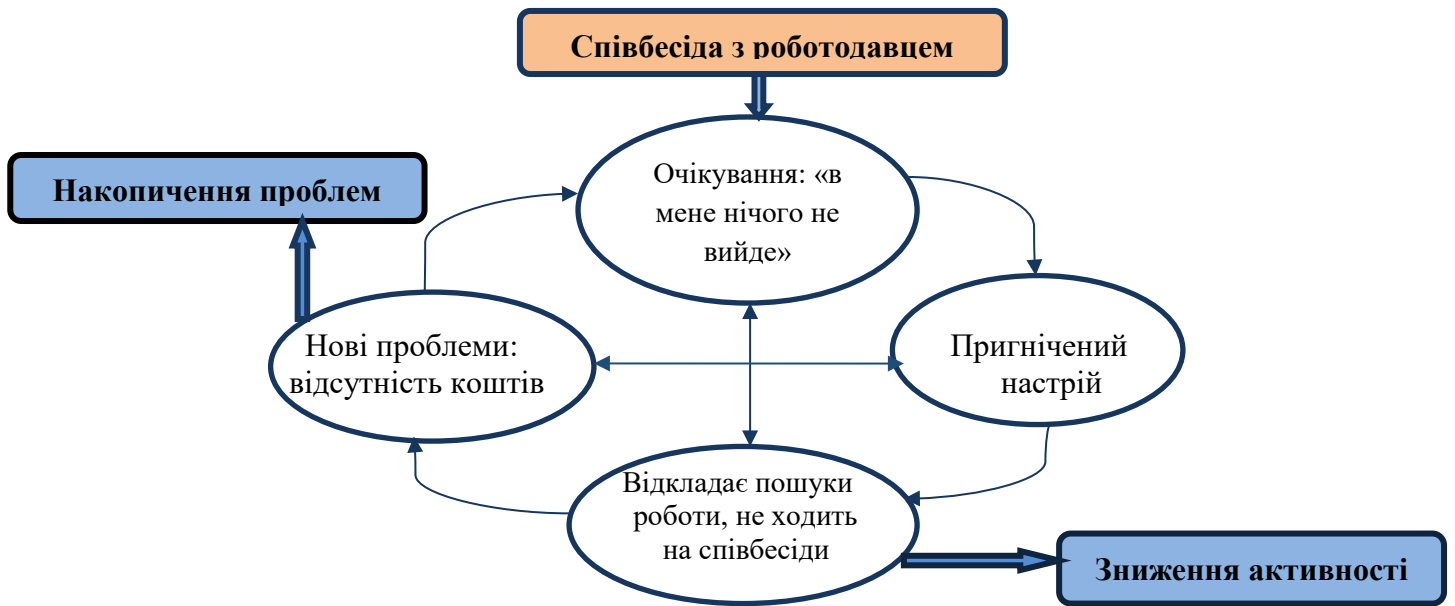 Співбесіда з роботодавцем
Накопичення проблем
Очікування: «в
мене нічого не
вийде»
Нові проблеми:
відсутність коштів
Пригнічений
настрій
Відкладає пошуки
роботи, не ходить
на співбесіди
Зниження активності